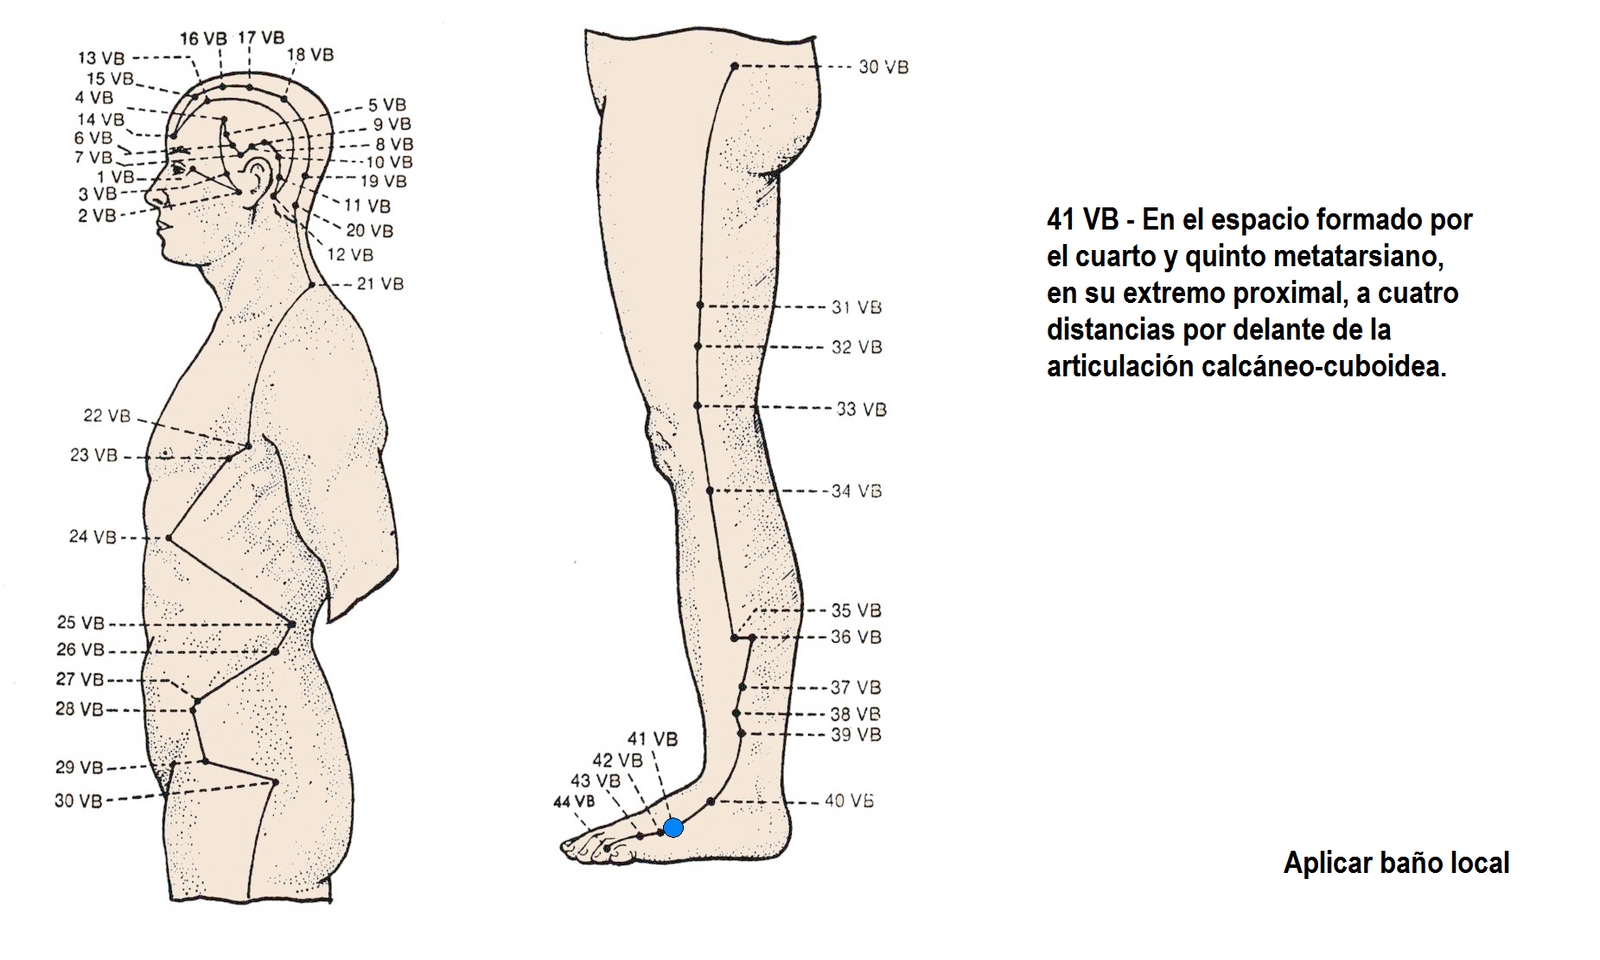 16 VB
17 VB
13 VB
18 VB
15 VB
4 VB
5 VB
14 VB
9 VB
6 VB
8 VB
7 VB
10 VB
1 VB
19 VB
3 VB
11 VB
2 VB
20 VB
12 VB
21 VB
22 VB
23 VB
24 VB
25 VB
26 VB
27 VB
28 VB
29 VB
30 VB
30 VB
31 VB
32 VB
33 VB
34 VB
35 VB
36 VB
37 VB
38 VB
39 VB
41 VB
42 VB
43 VB
44 VB
40 VB
41 VB - En el espacio formado por
el cuarto y quinto metatarsiano,
en su extremo proximal, a cuatro
distancias por delante de la
articulación calcáneo-cuboidea.
Aplicar baño local